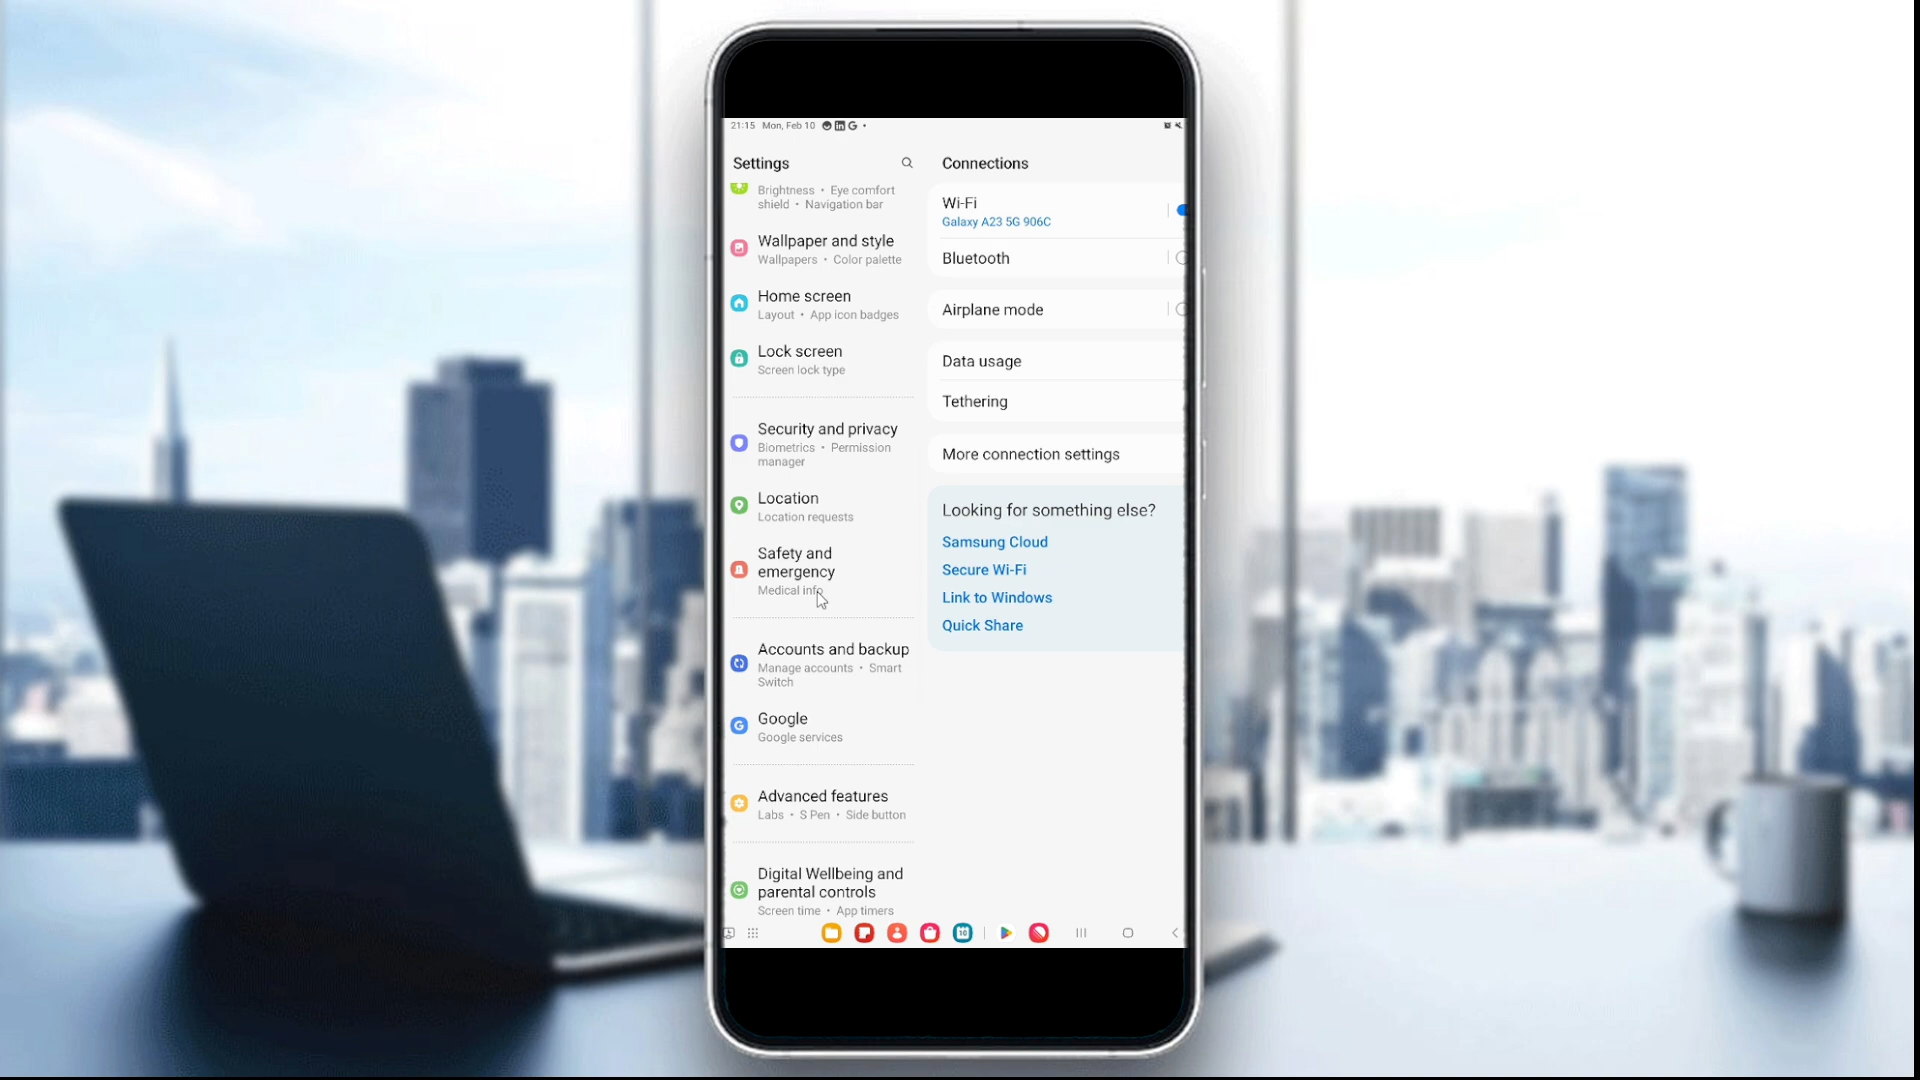 21:15 Mon, Feb 10
Settings
Brightness • Eye comfort
shield • Navigation bar
Wallpaper and style
Wallpapers • Color palette
Home screen
Layout • App icon badges
Lock screen
Screen lock type
Security and privacy
Biometrics • Permission
manager
Location
Location requests
Safety and
emergency
Medical info
Accounts and backup
Manage accounts • Smart
Switch
Google
Google services
Advanced features
Labs • S Pen • Side button
Digital Wellbeing and
parental controls
Screen time • App timers
Connections
Wi-Fi
Galaxy A23 5G 906C
Bluetooth
Airplane mode
Data usage
Tethering
More connection settings
Looking for something else?
Samsung Cloud
Secure Wi-Fi
Link to Windows
Quick Share
10